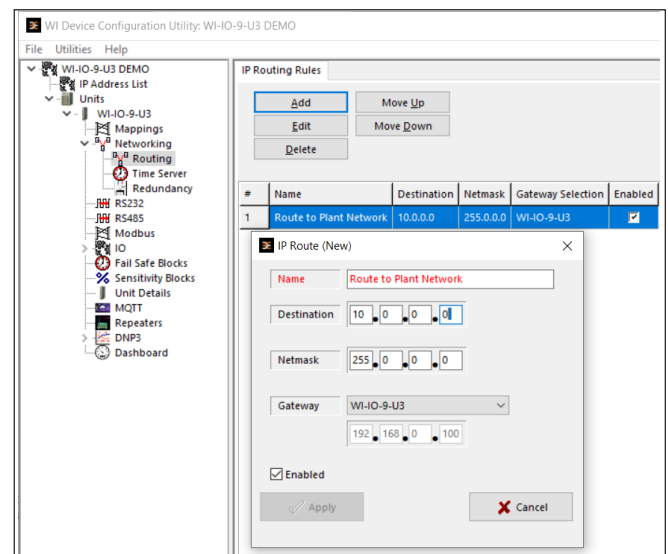 WI Device Configuration Utility: WI-IO-9-U3 DEMO
File Utilities Help
WI-IO-9-U3 DEMO
IP Address List
Units
WI-IO-9-U3
Mappings
Networking
Routing
Time Server
Redundancy
RS232
RS485
Modbus
IO
Fail Safe Blocks
Sensitivity Blocks
Unit Details
MQTT
Repeaters
DNP3
Dashboard
IP Routing Rules
Add Move Up
Edit Move Down
Delete
# Name Destination Netmask Gateway Selection Enabled
1 Route to Plant Network 10.0.0.0 255.0.0.0 WI-IO-9-U3
IP Route (New)
Name Route to Plant Network
Destination 10 . 0 . 0 . 0
Netmask 255 . 0 . 0 . 0
Gateway WI-IO-9-U3
192 . 168 . 0 . 100
Enabled
Apply Cancel